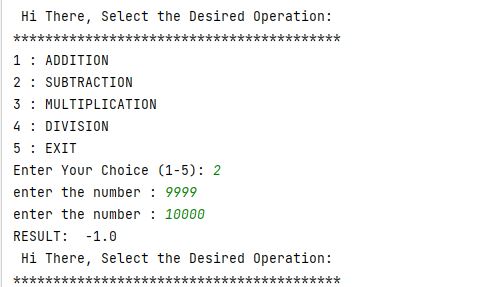 Hi There, Select the Desired Operation:
*****************************************
1 : ADDITION
2 : SUBTRACTION
3 : MULTIPLICATION
4 : DIVISION
5 : EXIT
Enter Your Choice (1-5): 2
enter the number : 9999
enter the number : 10000
RESULT:  -1.0
Hi There, Select the Desired Operation:
*****************************************